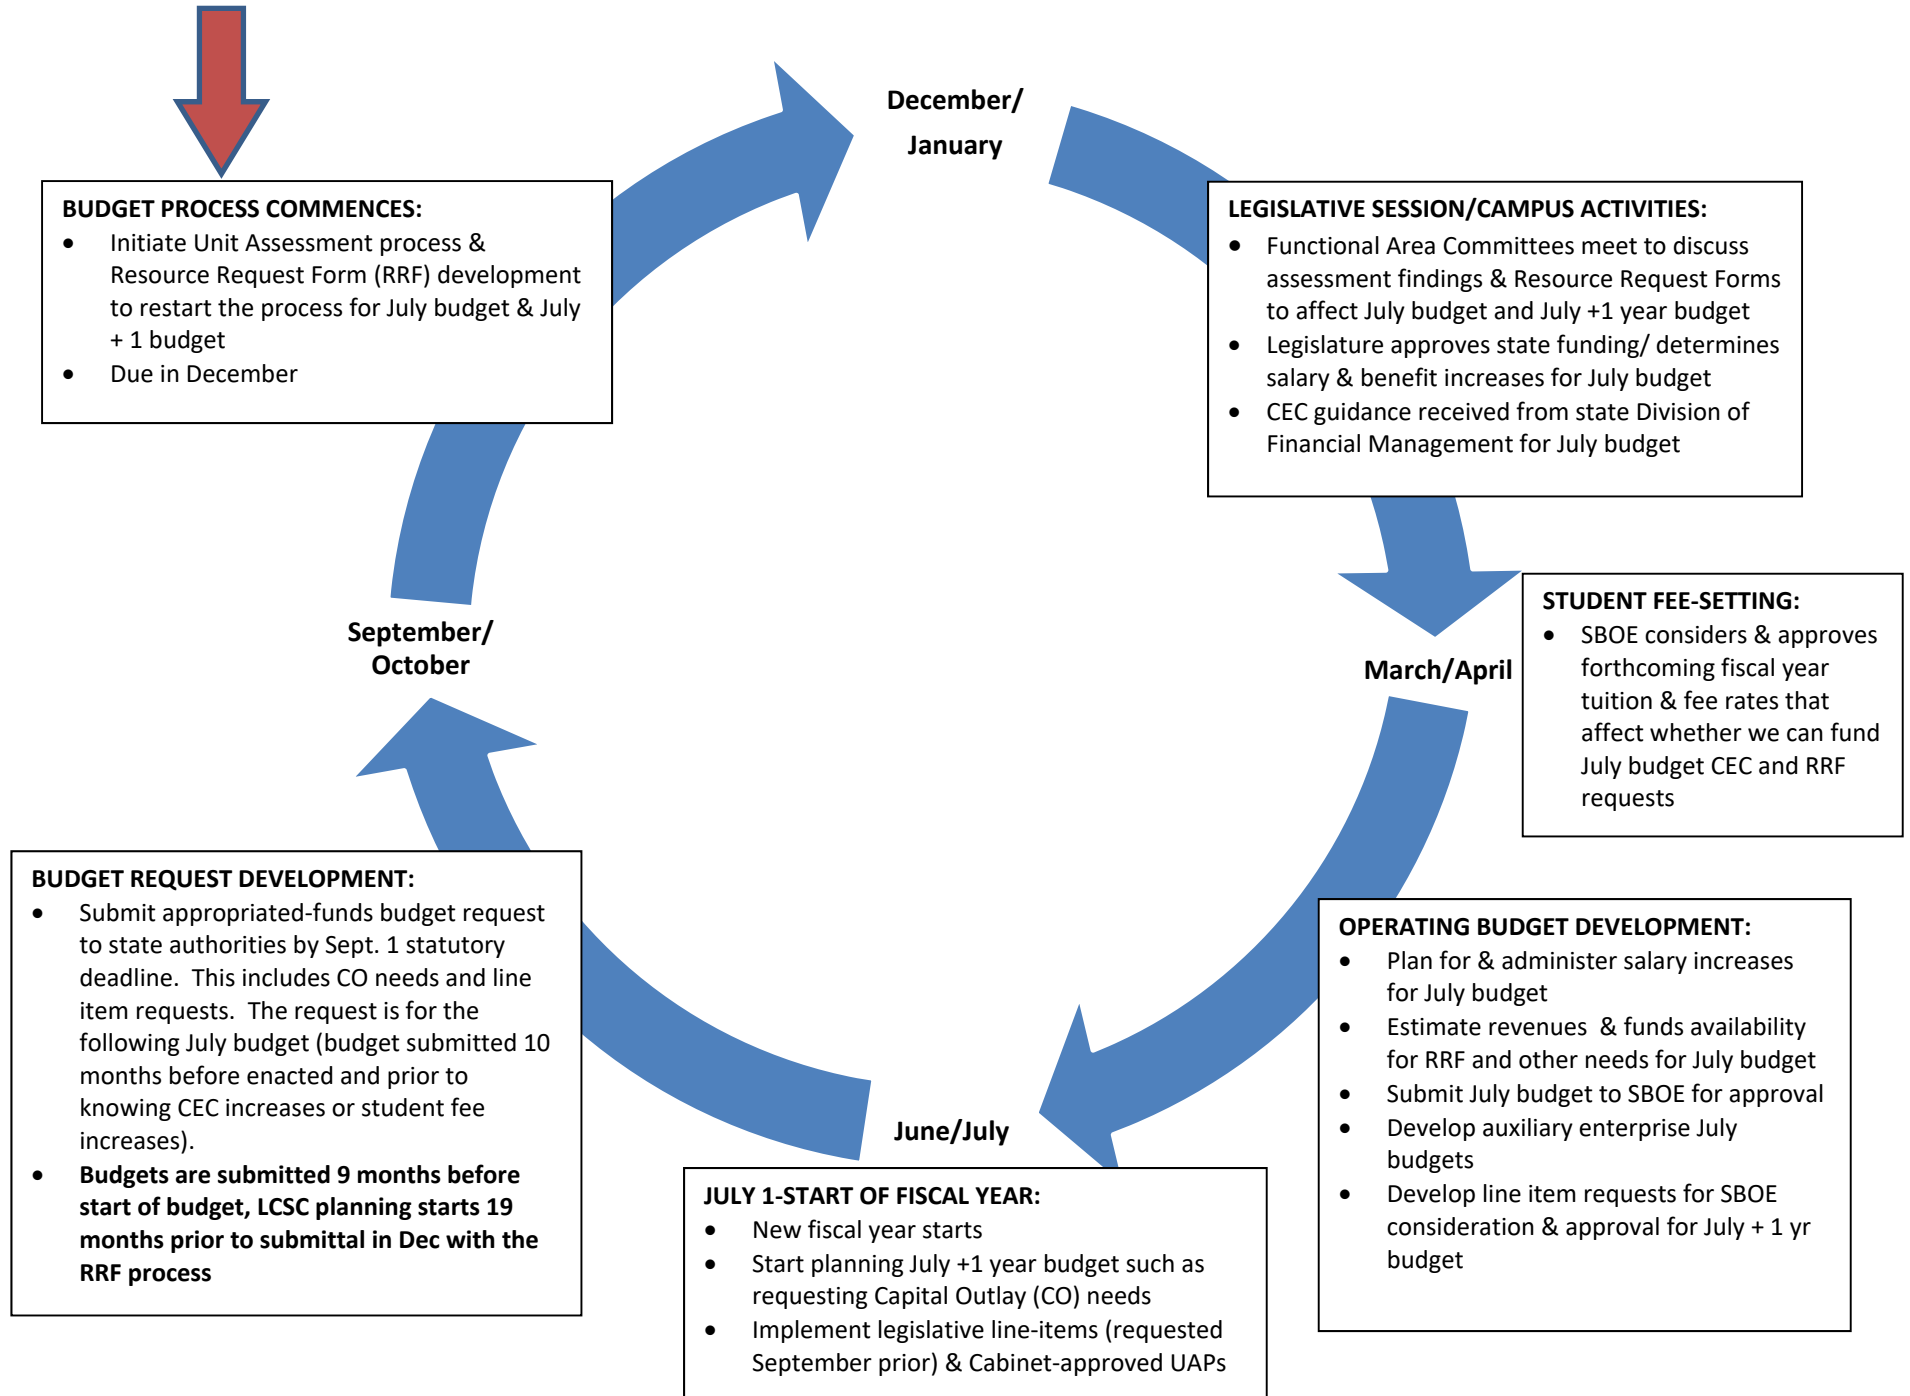 December/
January
BUDGET PROCESS COMMENCES:
• Initiate Unit Assessment process &
Resource Request Form (RRF) development
to restart the process for July budget & July
+ 1 budget
• Due in December
LEGISLATIVE SESSION/CAMPUS ACTIVITIES:
• Functional Area Committees meet to discuss
assessment findings & Resource Request Forms
to affect July budget and July +1 year budget
• Legislature approves state funding/ determines
salary & benefit increases for July budget
• CEC guidance received from state Division of
Financial Management for July budget
March/April
STUDENT FEE-SETTING:
• SBOE considers & approves
forthcoming fiscal year
tuition & fee rates that
affect whether we can fund
July budget CEC and RRF
requests
OPERATING BUDGET DEVELOPMENT:
• Plan for & administer salary increases
for July budget
• Estimate revenues  & funds availability
for RRF and other needs for July budget
• Submit July budget to SBOE for approval
• Develop auxiliary enterprise July
budgets
• Develop line item requests for SBOE
consideration & approval for July + 1 yr
budget
June/July
JULY 1-START OF FISCAL YEAR:
• New fiscal year starts
• Start planning July +1 year budget such as
requesting Capital Outlay (CO) needs
• Implement legislative line-items (requested
September prior) & Cabinet-approved UAPs
BUDGET REQUEST DEVELOPMENT:
• Submit appropriated-funds budget request
to state authorities by Sept. 1 statutory
deadline.  This includes CO needs and line
item requests.  The request is for the
following July budget (budget submitted 10
months before enacted and prior to
knowing CEC increases or student fee
increases).
• Budgets are submitted 9 months before
start of budget, LCSC planning starts 19
months prior to submittal in Dec with the
RRF process
September/
October